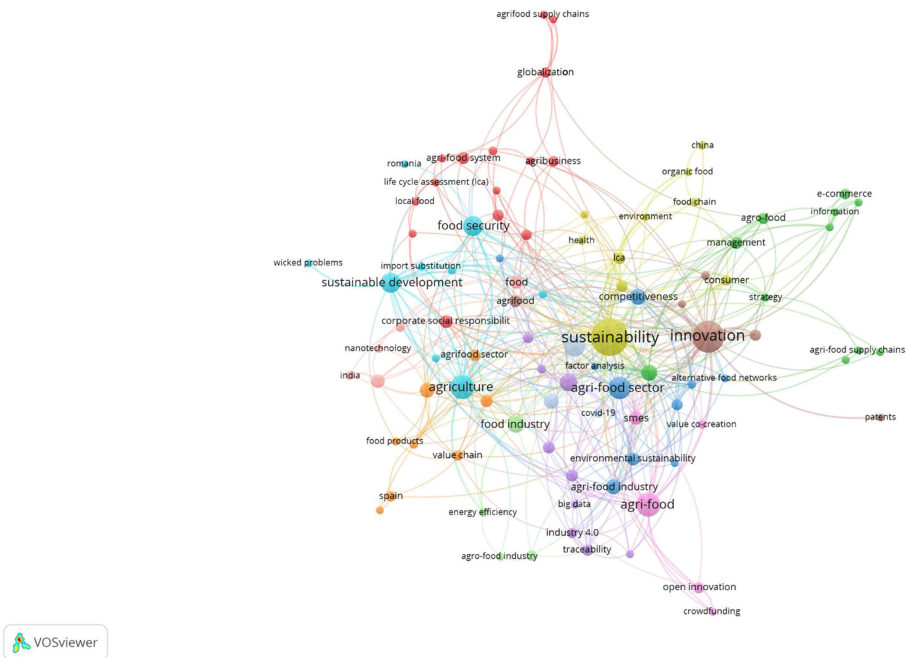 agrifood supply chains
globalization
china
agri-food system
agribusiness
romania
organic food
life cycle assessment (lca)
e-commerce
local food
food chain
information
environment
agro-food
food security
health
management
lca
wicked problems
import substitution
sustainable development
food
consumer
competitiveness
strategy
agrifood
corporate social responsibilit
sustainability
innovation
nanotechnology
agri-food supply chains
agrifood sector
factor analysis
india
alternative food networks
agriculture
agri-food sector
covid-19
smes
patents
food industry
value co-creation
food products
value chain
environmental sustainability
agri-food industry
spain
big data
agri-food
energy efficiency
industry 4.0
traceability
agro-food industry
open innovation
crowdfunding
VOSviewer